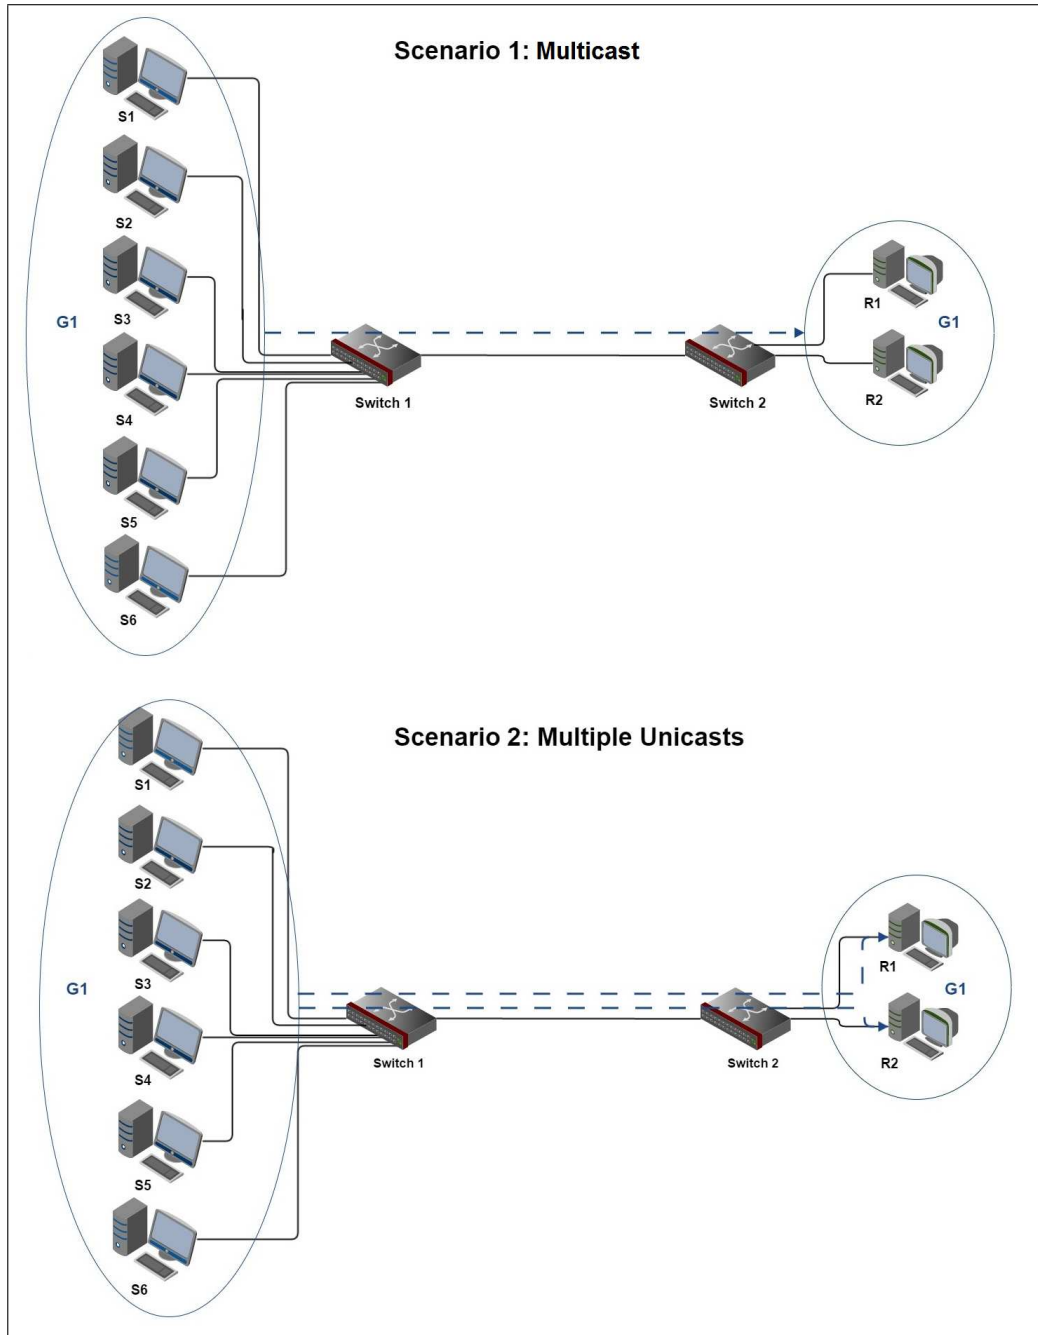 Scenario 1: Multicast
S1
S2
S3
G1
S4
S5
S6
Switch 1
Switch 2
R1
G1
R2
Scenario 2: Multiple Unicasts
S1
S2
S3
G1
S4
S5
S6
Switch 1
Switch 2
R1
G1
R2